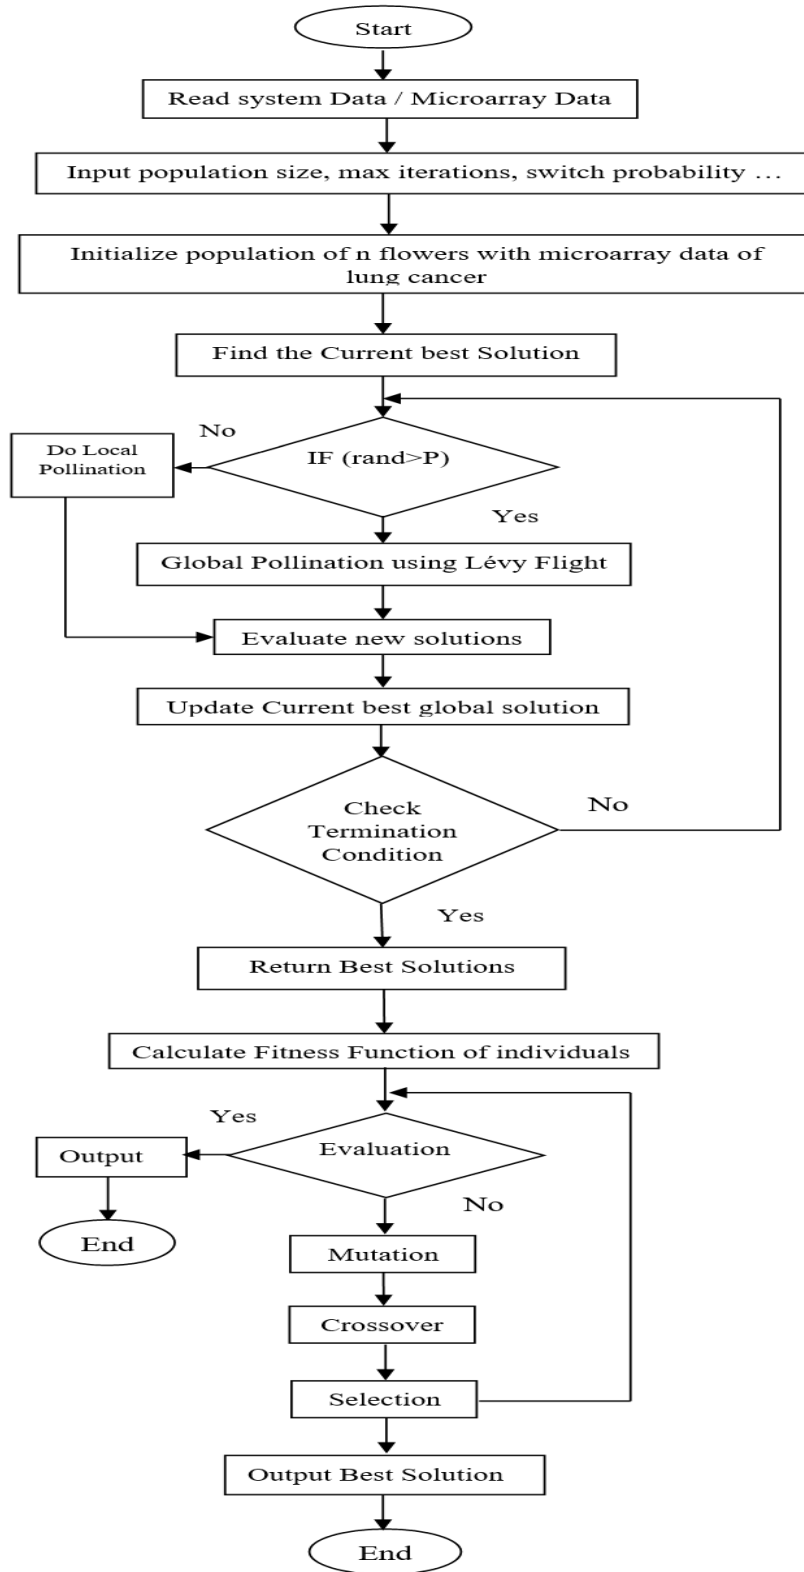 Start
Read system Data / Microarray Data
Input population size, max iterations, switch probability …
Initialize population of n flowers with microarray data of
lung cancer
Find the Current best Solution
No
Do Local
Pollination
IF (rand>P)
Yes
Global Pollination using Lévy Flight
Evaluate new solutions
Update Current best global solution
Check
Termination
Condition
No
Yes
Return Best Solutions
Calculate Fitness Function of individuals
Yes
Evaluation
Output
No
End
Mutation
Crossover
Selection
Output Best Solution
End